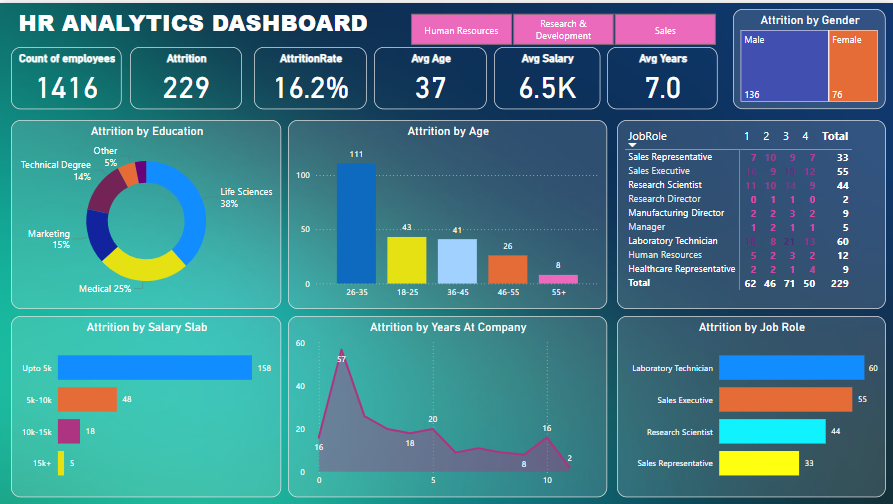 HR ANALYTICS DASHBOARD
Human Resources
Research &
Development
Sales
Attrition by Gender
Male
136
Female
76
Count of employees
1416
Attrition
229
AttritionRate
16.2%
Avg Age
37
Avg Salary
6.5K
Avg Years
7.0
Attrition by Education
Other
5%
Technical Degree
14%
Life Sciences
38%
Marketing
15%
Medical 25%
Attrition by Age
100
50
0
111
43
41
26
8
26-35 18-25 36-45 46-55 55+
JobRole 1 2 3 4 Total
Sales Representative 7 10 9 7 33
Sales Executive 9 12 55
Research Scientist 11 10 14 9 44
Research Director 0 1 1 0 2
Manufacturing Director 2 2 3 2 9
Manager 1 2 1 1 5
Laboratory Technician 8 21 13 60
Human Resources 5 2 3 2 12
Healthcare Representative 2 2 1 4 9
Total 62 46 71 50 229
Attrition by Salary Slab
Upto 5k 158
5k-10k 48
10k-15k 18
15k+ 5
Attrition by Years At Company
60
40
20
0
57
16
18
20
8
16
2
0 5 10
Attrition by Job Role
Laboratory Technician 60
Sales Executive 55
Research Scientist 44
Sales Representative 33